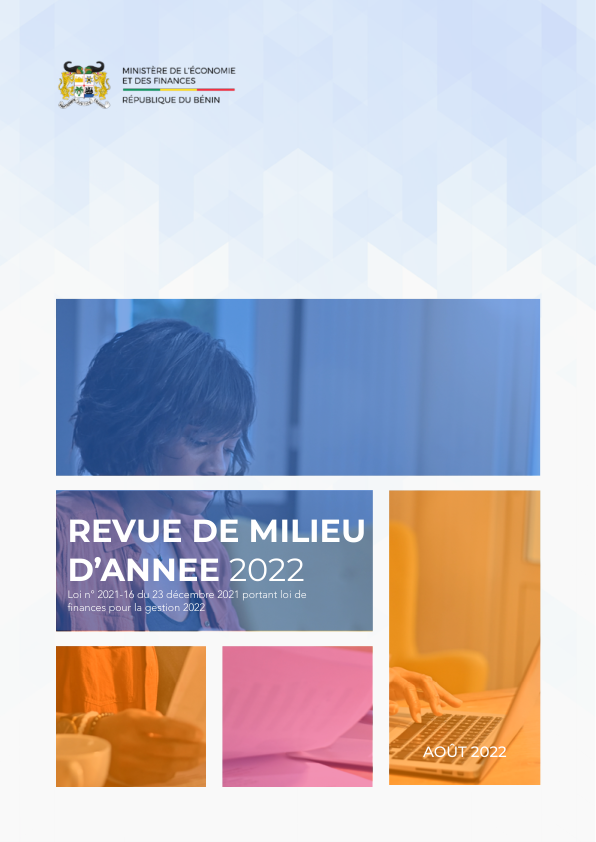 MINISTÈRE DE L'ÉCONOMIE
ET DES FINANCES
RÉPUBLIQUE DU BÉNIN
REVUE DE MILIEU
D'ANNEE 2022
Loi n° 2021-16 du 23 décembre 2021 portant loi de
finances pour la gestion 2022
AOÛT 2022